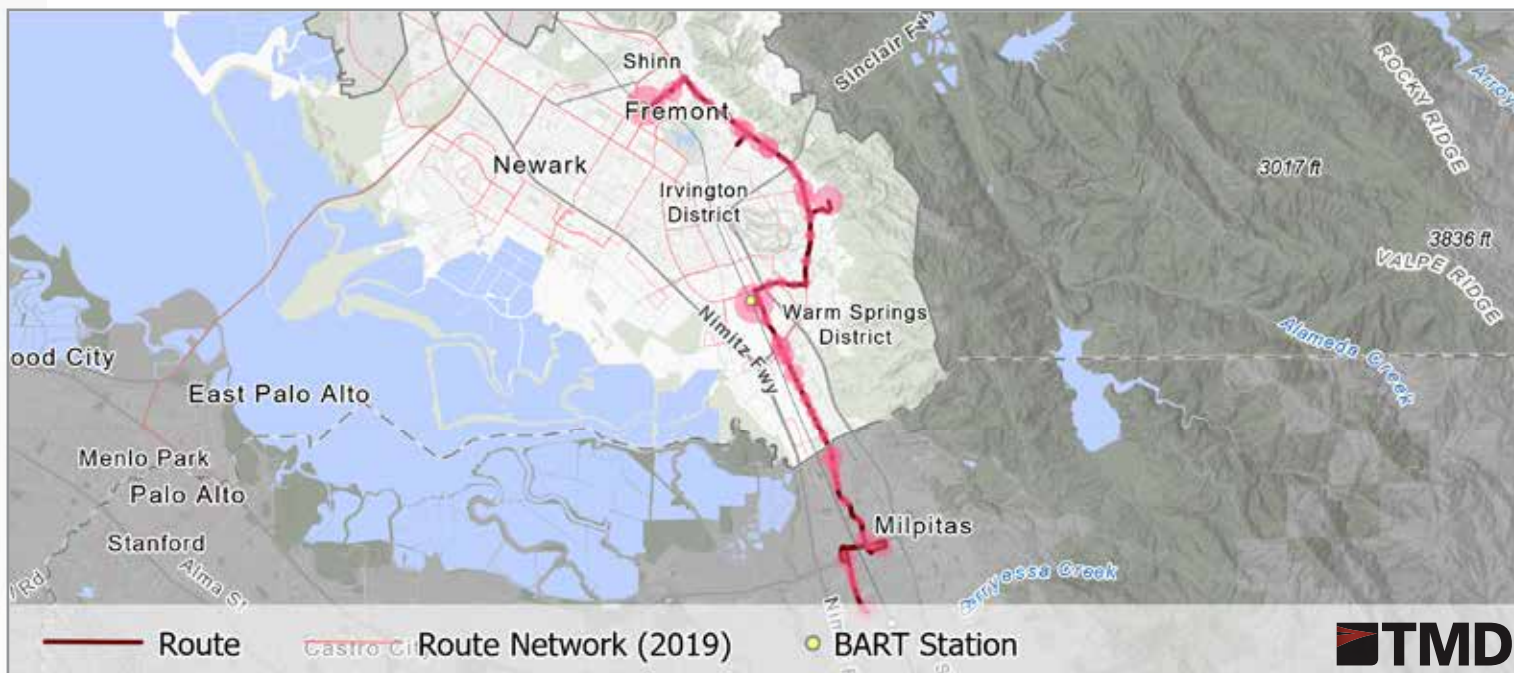 Shinn
Sinclair Fwy
ROCKY RIDGE
Arroy
Fremont
Newark
3017 ft
Irvington
District
3836 ft
VALPE RIDGE
Warm Springs
District
Nimitz Fwy
Alameda Creek
ood City
East Palo Alto
Menlo Park
Palo Alto
Milpitas
Stanford
Alma St
Rd
Creek
Route
Route Network (2019)
BART Station
TMD